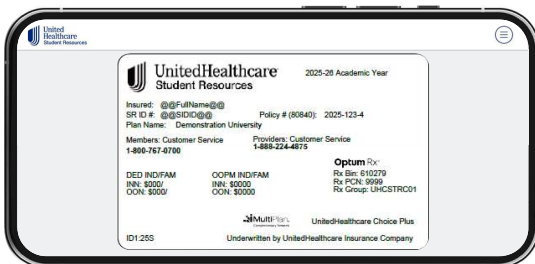 United
Healthcare
Student Resources
UnitedHealthcare
Student Resources
2025-26 Academic Year
Insured: @@FullName@@
SR ID #: @@SIDID@@ Policy # (80840): 2025-123-4
Plan Name: Demonstration University
Members: Customer Service
1-800-767-0700
Providers: Customer Service
1-888-224-4875
Optum Rx
DED IND/FAM
INN: $000/
OON: $000/
OOPM IND/FAM
INN: $0000
OON: $0000
Rx Bin: 610279
Rx PCN: 9999
Rx Group: UHCSTRC01
MultiPlan.
UnitedHealthcare Choice Plus
ID1:25S Underwritten by UnitedHealthcare Insurance Company